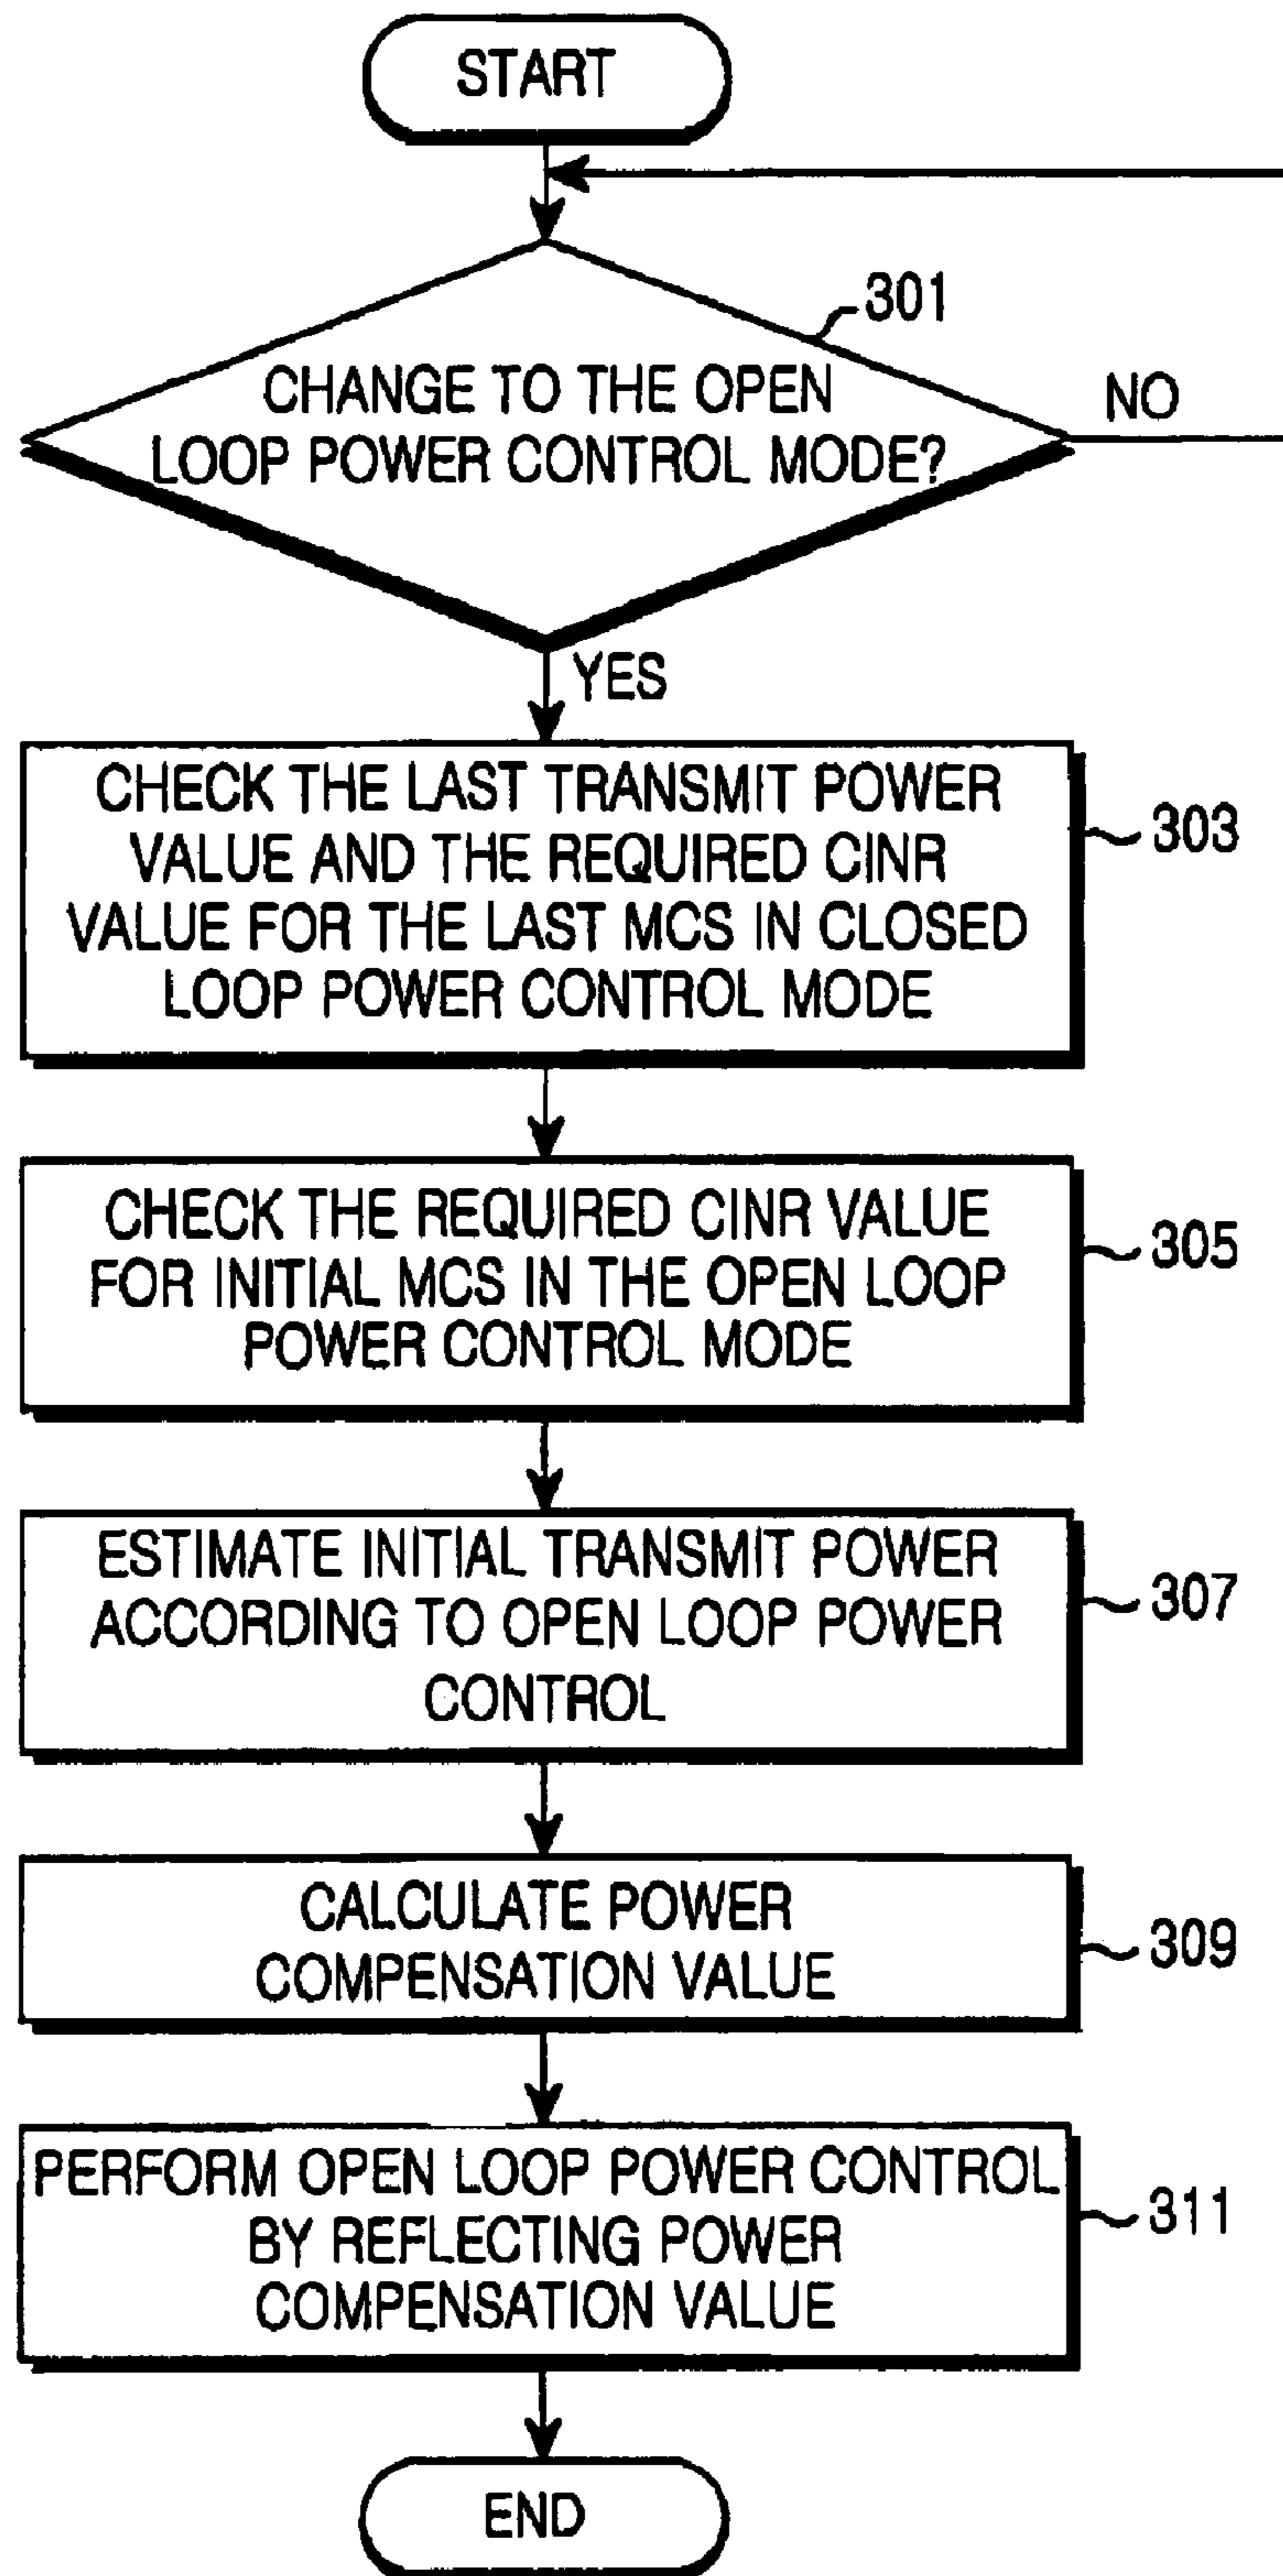 START
301
CHANGE TO THE OPEN
LOOP POWER CONTROL MODE?
NO
YES
CHECK THE LAST TRANSMIT POWER
VALUE AND THE REQUIRED CINR
VALUE FOR THE LAST MCS IN CLOSED
LOOP POWER CONTROL MODE
303
CHECK THE REQUIRED CINR VALUE
FOR INITIAL MCS IN THE OPEN LOOP
POWER CONTROL MODE
305
ESTIMATE INITIAL TRANSMIT POWER
ACCORDING TO OPEN LOOP POWER
CONTROL
307
CALCULATE POWER
COMPENSATION VALUE
309
PERFORM OPEN LOOP POWER CONTROL
BY REFLECTING POWER
COMPENSATION VALUE
311
END